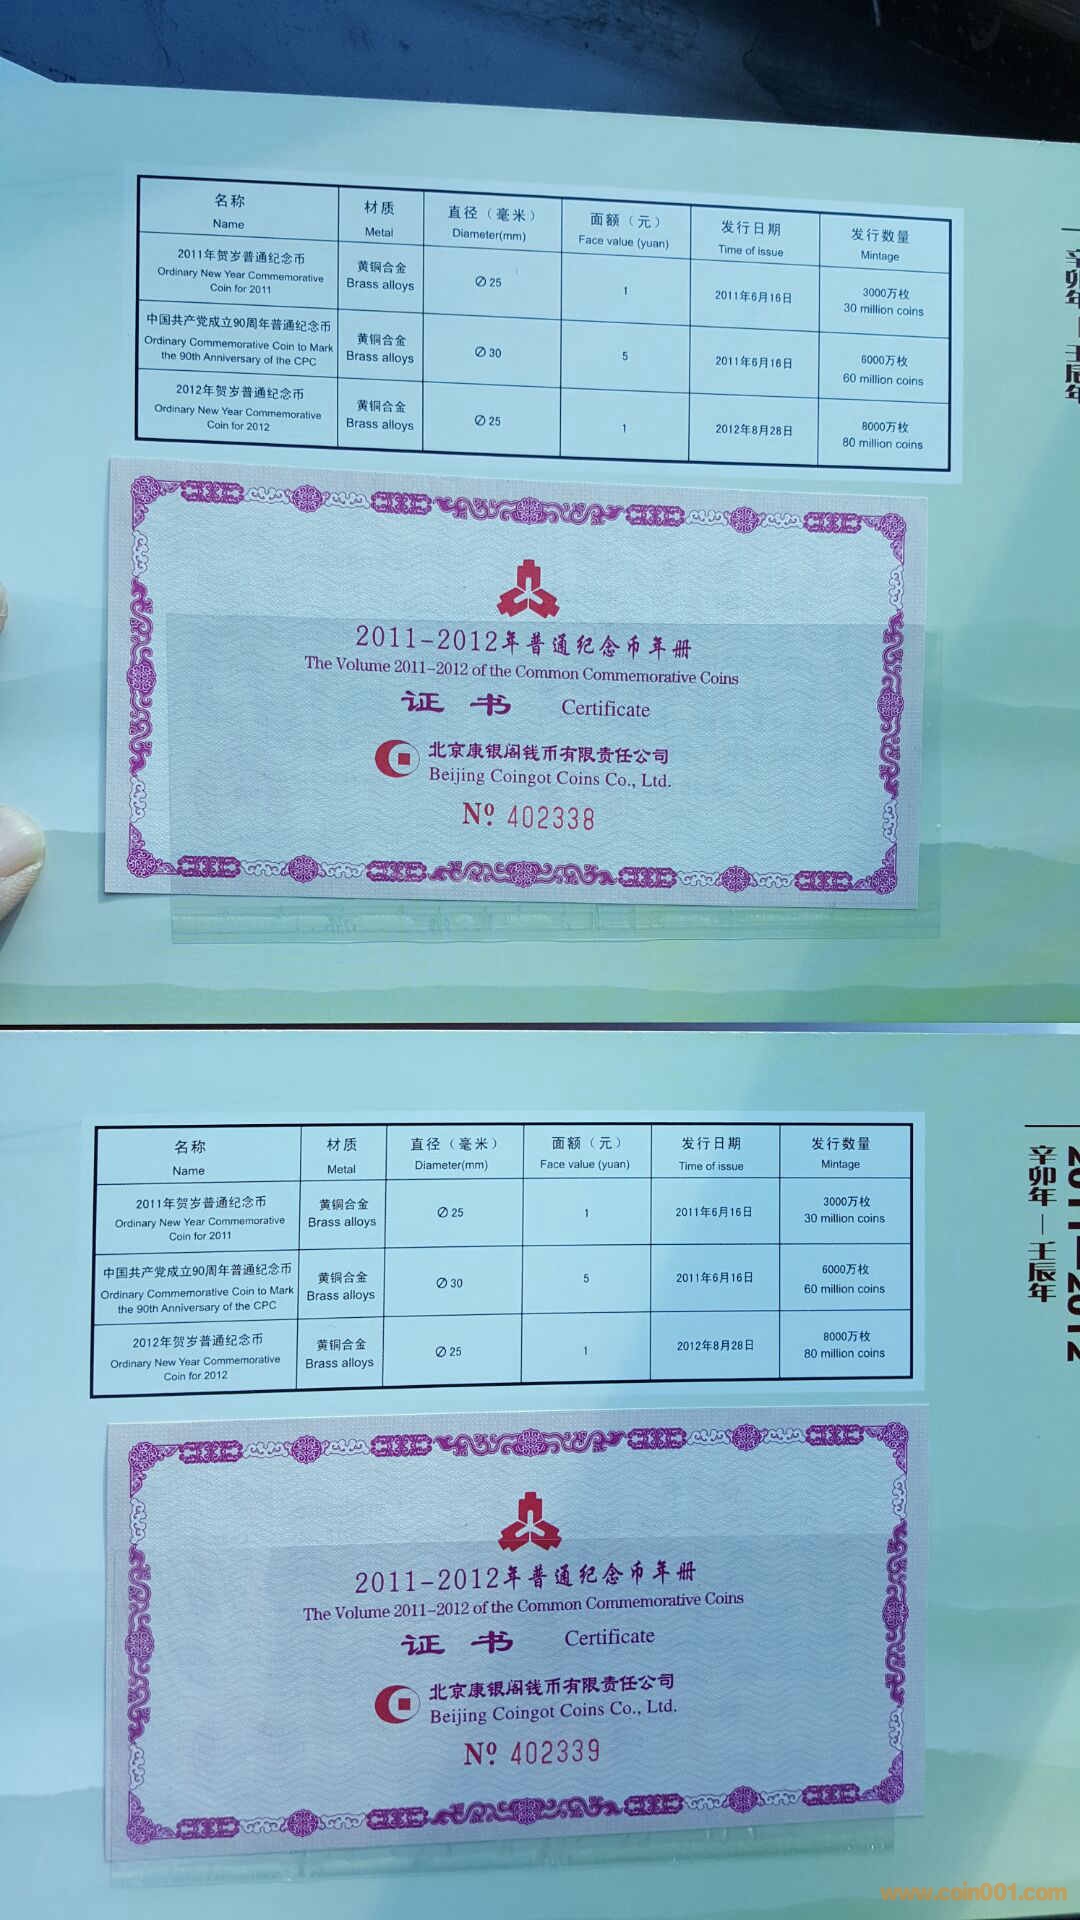 名称
Name
材质
Metal
直径（毫米）
Diameter(mm)
面额（元）
Face value (yuan)
发行日期
Time of issue
发行数量
Mintage
2011年贺岁普通纪念币
Ordinary New Year Commemorative
Coin for 2011
黄铜合金
Brass alloys
∅ 25
1
2011年6月16日
3000万枚
30 million coins
中国共产党成立90周年普通纪念币
Ordinary Commemorative Coin to Mark
the 90th Anniversary of the CPC
黄铜合金
Brass alloys
∅ 30
5
2011年6月16日
6000万枚
60 million coins
2012年贺岁普通纪念币
Ordinary New Year Commemorative
Coin for 2012
黄铜合金
Brass alloys
∅ 25
1
2012年8月28日
8000万枚
80 million coins
辛卯年—壬辰年
2011-2012年普通纪念币年册
The Volume 2011-2012 of the Common Commemorative Coins
证书 Certificate
北京康银阁钱币有限责任公司
Beijing Coingot Coins Co., Ltd.
№ 402338
名称
Name
材质
Metal
直径（毫米）
Diameter(mm)
面额（元）
Face value (yuan)
发行日期
Time of issue
发行数量
Mintage
2011年贺岁普通纪念币
Ordinary New Year Commemorative
Coin for 2011
黄铜合金
Brass alloys
∅ 25
1
2011年6月16日
3000万枚
30 million coins
中国共产党成立90周年普通纪念币
Ordinary Commemorative Coin to Mark
the 90th Anniversary of the CPC
黄铜合金
Brass alloys
∅ 30
5
2011年6月16日
6000万枚
60 million coins
2012年贺岁普通纪念币
Ordinary New Year Commemorative
Coin for 2012
黄铜合金
Brass alloys
∅ 25
1
2012年8月28日
8000万枚
80 million coins
2011—2012
辛卯年—壬辰年
2011-2012年普通纪念币年册
The Volume 2011-2012 of the Common Commemorative Coins
证书 Certificate
北京康银阁钱币有限责任公司
Beijing Coingot Coins Co., Ltd.
№ 402339
www.coin001.com